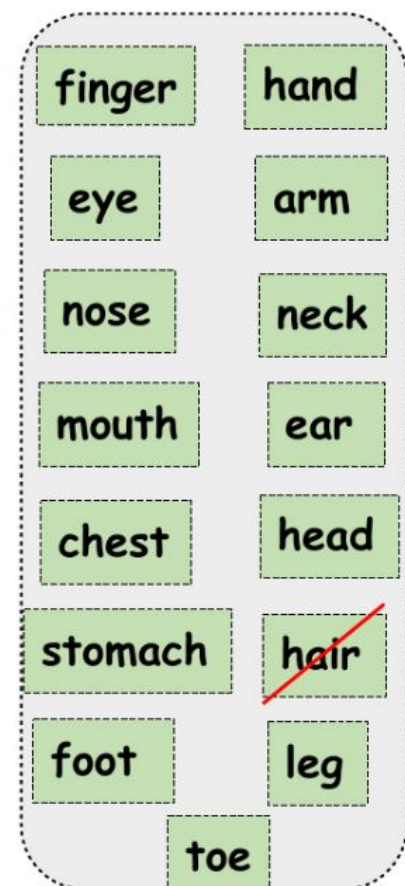 finger hand
eye arm
nose neck
mouth ear
chest head
stomach hair
foot leg
toe